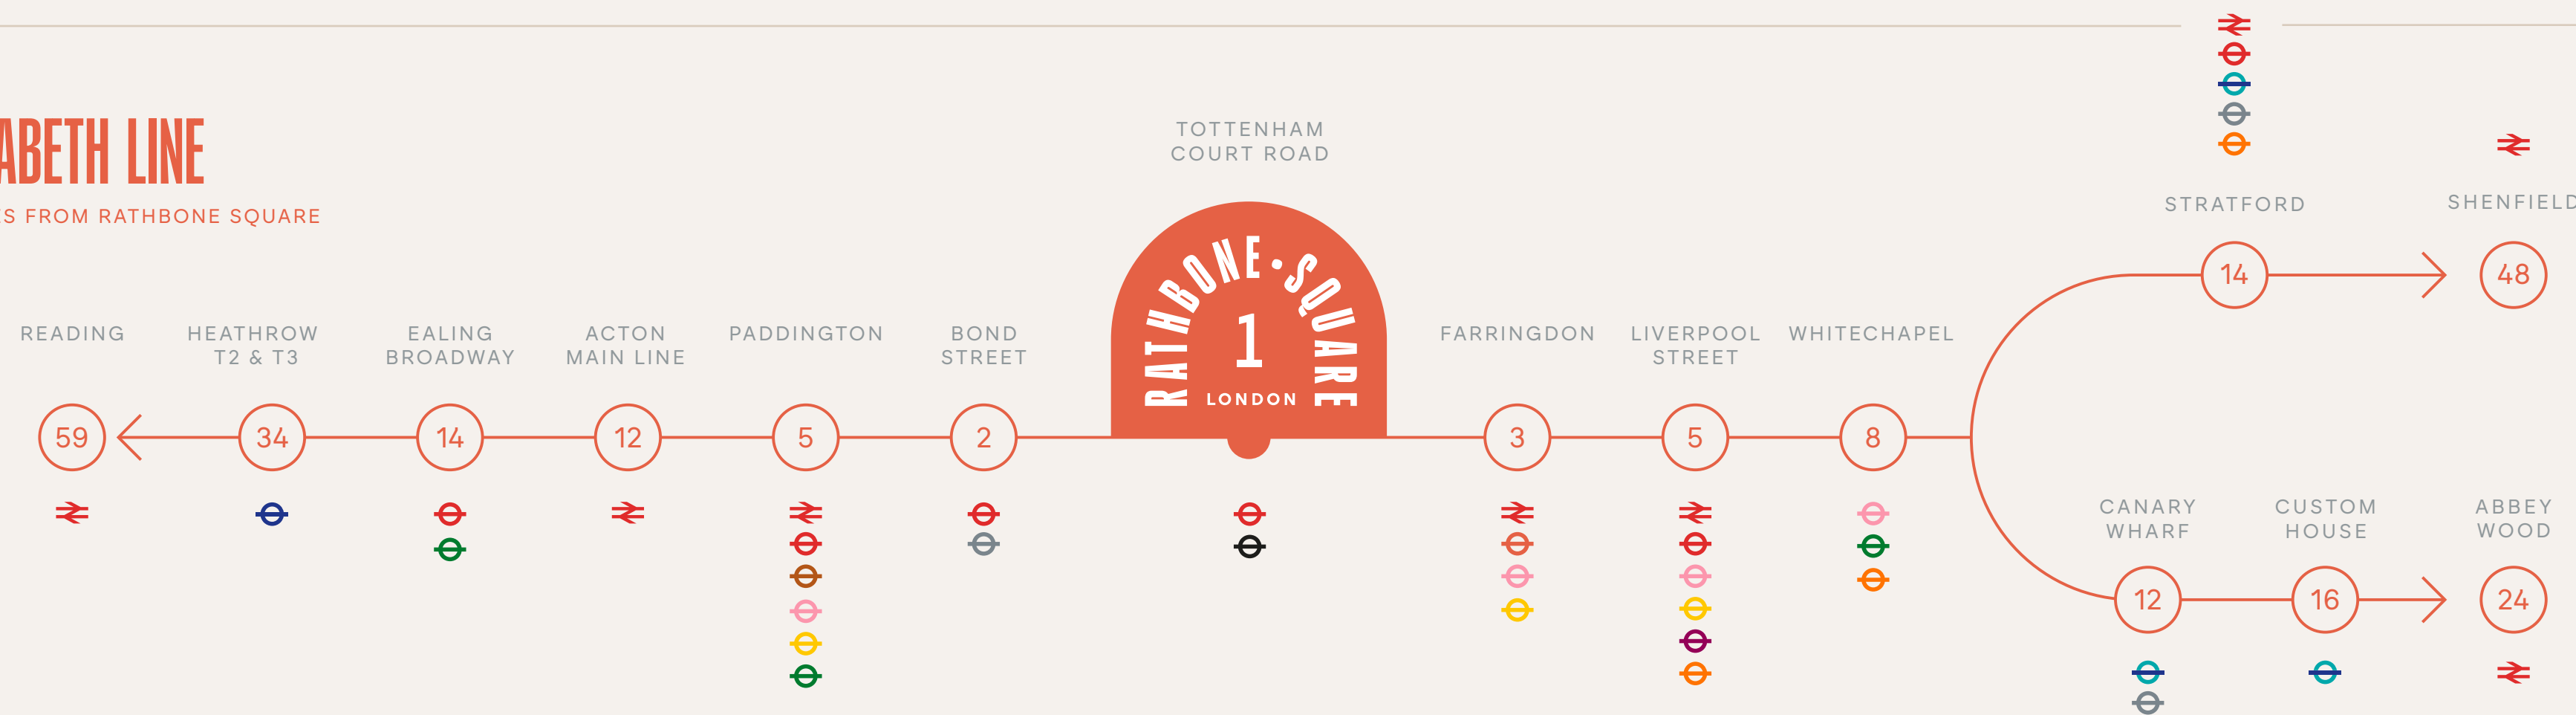 ABETH LINE
ES FROM RATHBONE SQUARE
TOTTENHAM
COURT ROAD
RATHBONE • SQUARE
1
LONDON
READING
59
HEATHROW
T2 & T3
34
EALING
BROADWAY
14
ACTON
MAIN LINE
12
PADDINGTON
5
BOND
STREET
2
FARRINGDON
3
LIVERPOOL
STREET
5
WHITECHAPEL
8
STRATFORD
14
SHENFIELD
48
CANARY
WHARF
12
CUSTOM
HOUSE
16
ABBEY
WOOD
24